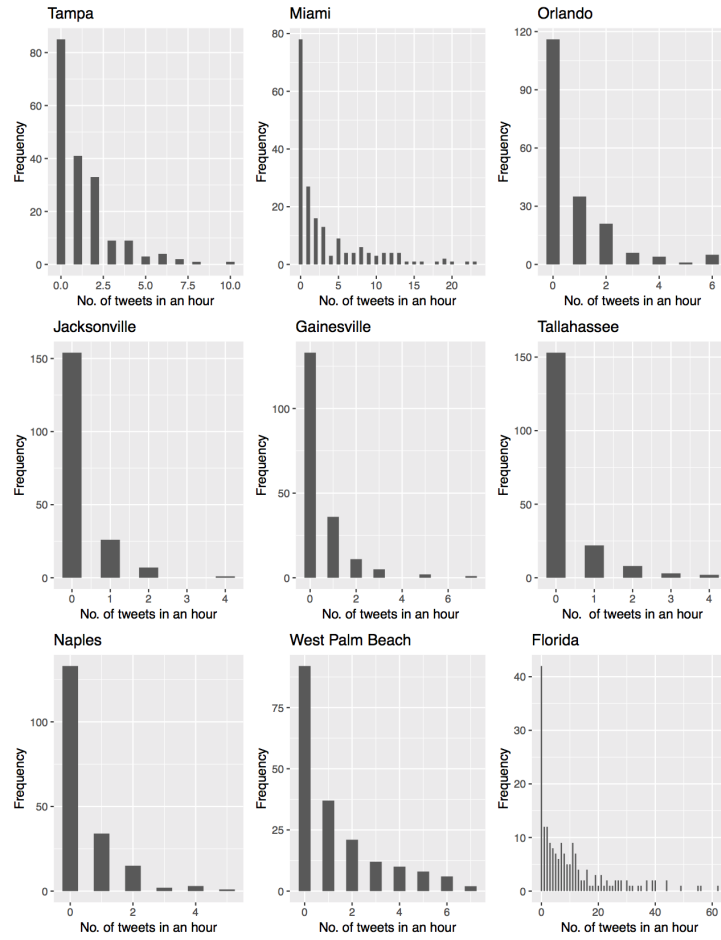 Tampa
80
60
40
20
0
Frequency
0.0 2.5 5.0 7.5 10.0
No. of tweets in an hour
Miami
80
60
40
20
0
Frequency
0 5 10 15 20
No. of tweets in an hour
Orlando
120
90
60
30
0
Frequency
0 2 4 6
No. of tweets in an hour
Jacksonville
150
100
50
0
Frequency
0 1 2 3 4
No. of tweets in an hour
Gainesville
100
50
0
Frequency
0 2 4 6
No. of tweets in an hour
Tallahassee
150
100
50
0
Frequency
0 1 2 3 4
No. of tweets in an hour
Naples
100
50
0
Frequency
0 2 4
No. of tweets in an hour
West Palm Beach
75
50
25
0
Frequency
0 2 4 6
No. of tweets in an hour
Florida
40
30
20
10
0
Frequency
0 20 40 60
No. of tweets in an hour